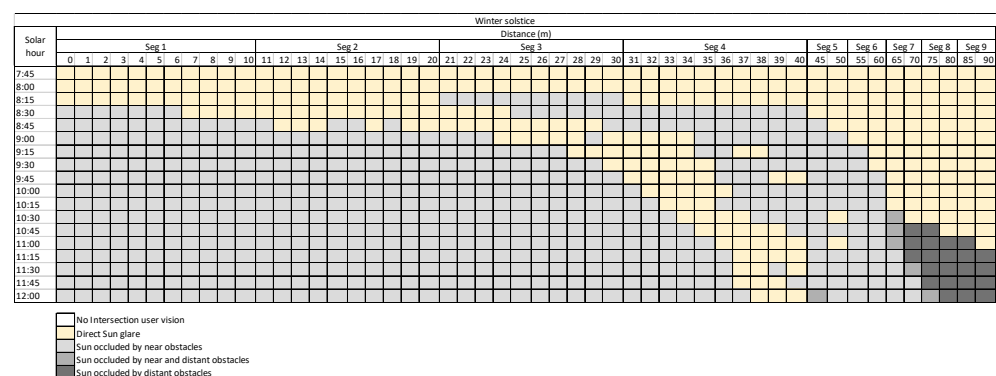 Winter solstice
Solar hour
Distance (m)
Seg 1 Seg 2 Seg 3 Seg 4 Seg 5 Seg 6 Seg 7 Seg 8 Seg 9
0 1 2 3 4 5 6 7 8 9 10 11 12 13 14 15 16 17 18 19 20 21 22 23 24 25 26 27 28 29 30 31 32 33 34 35 36 37 38 39 40 45 50 55 60 65 70 75 80 85 90
7:45
8:00
8:15
8:30
8:45
9:00
9:15
9:30
9:45
10:00
10:15
10:30
10:45
11:00
11:15
11:30
11:45
12:00
No Intersection user vision
Direct Sun glare
Sun occluded by near obstacles
Sun occluded by near and distant obstacles
Sun occluded by distant obstacles